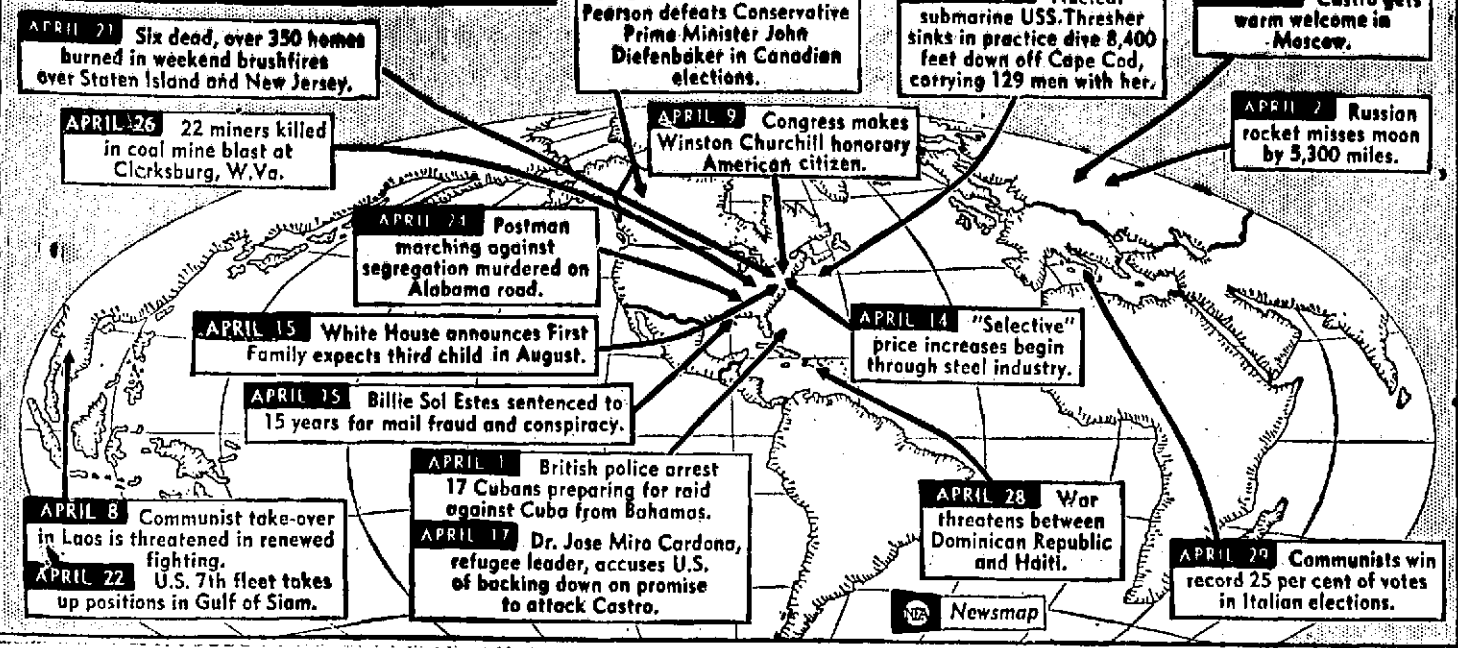 APRIL 21 Six dead, over 350 homes
burned in weekend brushfires
over Staten Island and New Jersey.
Pearson defeats Conservative
Prime Minister John
Diefenbaker in Canadian
elections.
submarine USS.Thresher
sinks in practice dive 8,400
feet down off Cape Cod,
carrying 129 men with her.
Castro gets
warm welcome in
Moscow.
APRIL 26 22 miners killed
in coal mine blast at
Clarksburg, W.Va.
APRIL 9 Congress makes
Winston Churchill honorary
American citizen.
APRIL 2 Russian
rocket misses moon
by 5,300 miles.
APRIL 24 Postman
marching against
segregation murdered on
Alabama road.
APRIL 15 White House announces First
Family expects third child in August.
APRIL 14 "Selective"
price increases begin
through steel industry.
APRIL 15 Billie Sol Estes sentenced to
15 years for mail fraud and conspiracy.
APRIL 1 British police arrest
17 Cubans preparing for raid
against Cuba from Bahamas.
APRIL 17 Dr. Jose Miro Cardona,
refugee leader, accuses U.S.
of backing down on promise
to attack Castro.
APRIL 8 Communist take-over
in Laos is threatened in renewed
fighting.
APRIL 22 U.S. 7th fleet takes
up positions in Gulf of Siam.
APRIL 28 War
threatens between
Dominican Republic
and Haiti.
APRIL 29 Communists win
record 25 per cent of votes
in Italian elections.
NEA Newsmap